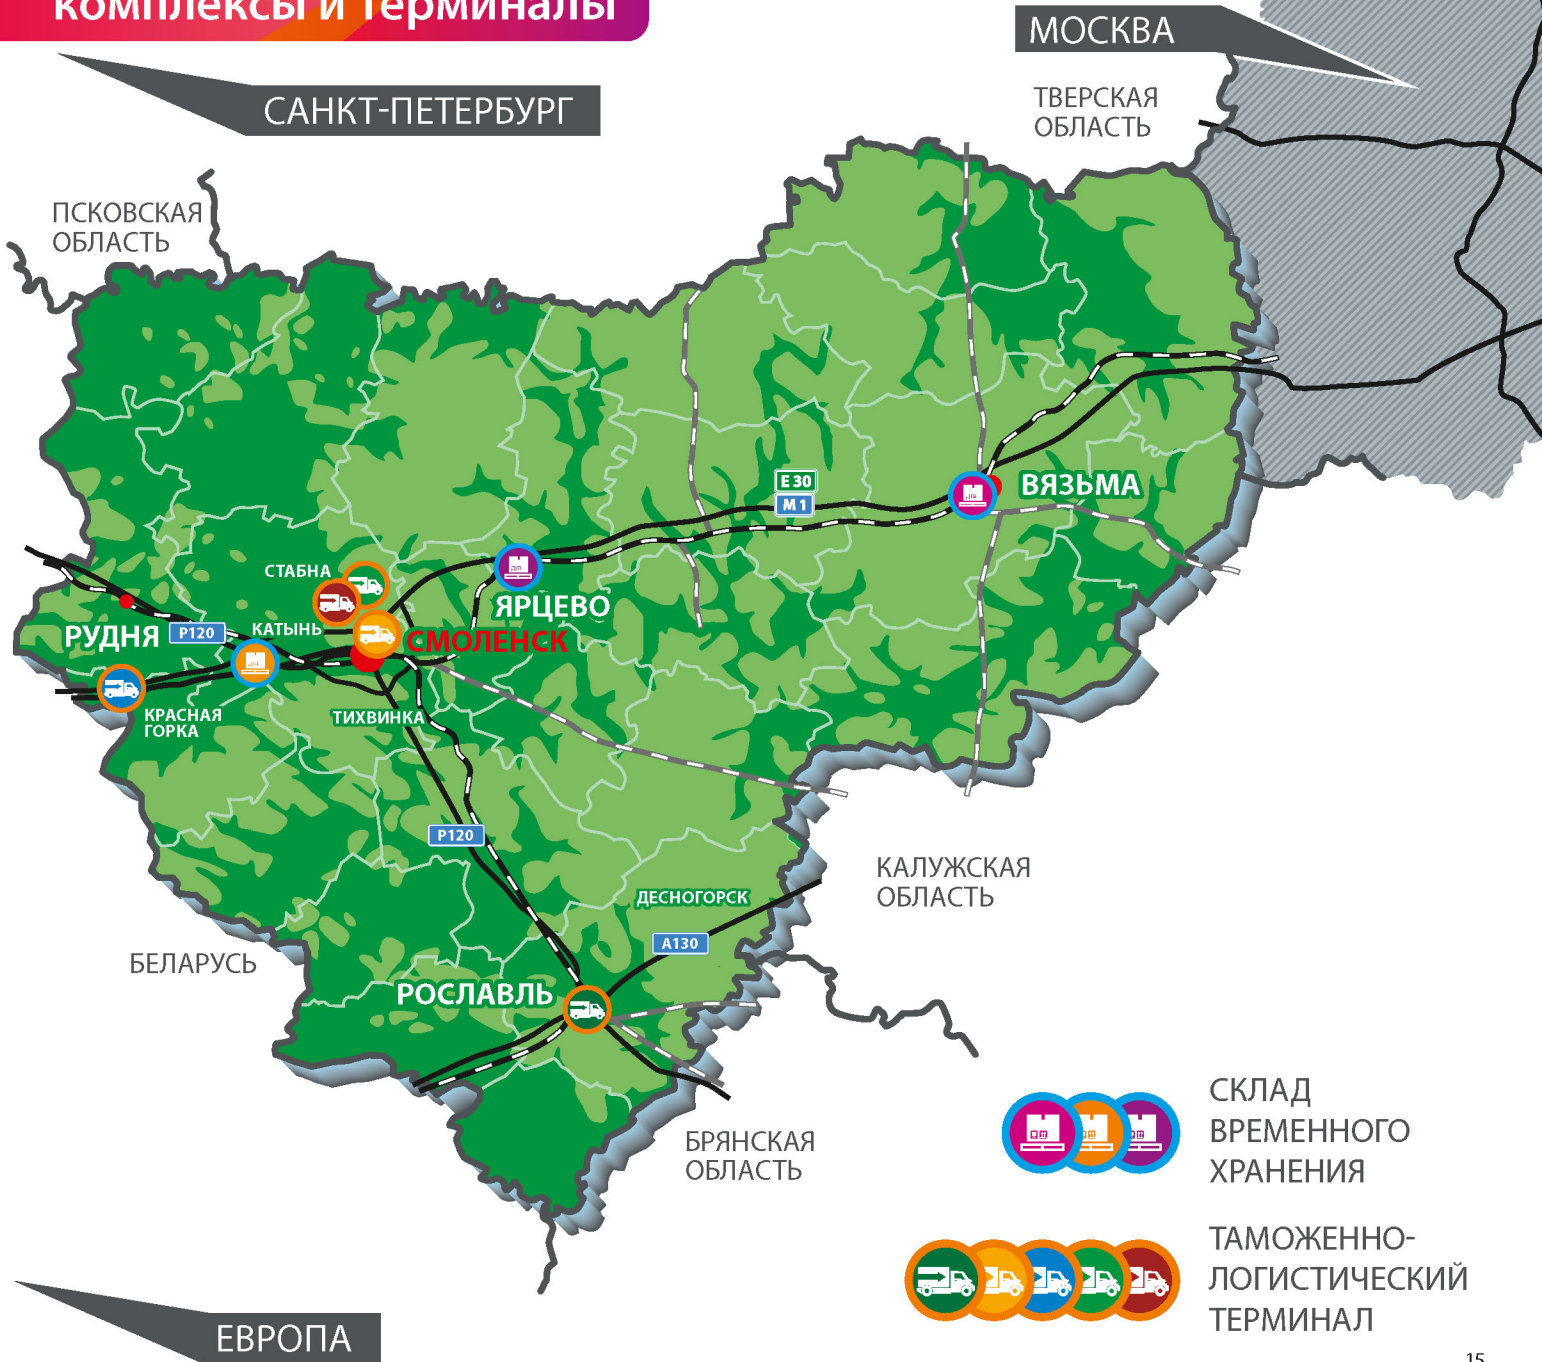 комплексы и терминалы
МОСКВА
САНКТ-ПЕТЕРБУРГ
ТВЕРСКАЯ
ОБЛАСТЬ
ПСКОВСКАЯ
ОБЛАСТЬ
E 30
M 1
ВЯЗЬМА
СТАБНА
ЯРЦЕВО
РУДНЯ
P120
КАТЫНЬ
СМОЛЕНСК
КРАСНАЯ
ГОРКА
ТИХВИНКА
P120
КАЛУЖСКАЯ
ОБЛАСТЬ
ДЕСНОГОРСК
A130
БЕЛАРУСЬ
РОСЛАВЛЬ
БРЯНСКАЯ
ОБЛАСТЬ
СКЛАД
ВРЕМЕННОГО
ХРАНЕНИЯ
ТАМОЖЕННО-
ЛОГИСТИЧЕСКИЙ
ТЕРМИНАЛ
ЕВРОПА
15